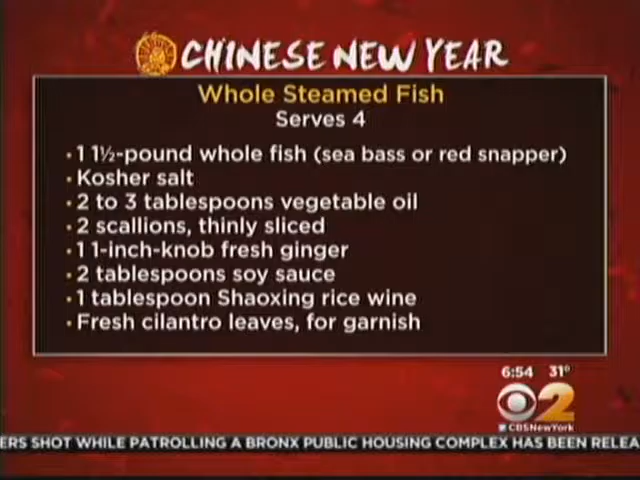 CHINESE NEW YEAR
Whole Steamed Fish
Serves 4
• 1 1½-pound whole fish (sea bass or red snapper)
• Kosher salt
• 2 to 3 tablespoons vegetable oil
• 2 scallions, thinly sliced
• 1 1-inch-knob fresh ginger
• 2 tablespoons soy sauce
• 1 tablespoon Shaoxing rice wine
• Fresh cilantro leaves, for garnish
6:54 31°
2
CBSNewYork
ERS SHOT WHILE PATROLLING A BRONX PUBLIC HOUSING COMPLEX HAS BEEN RELEA